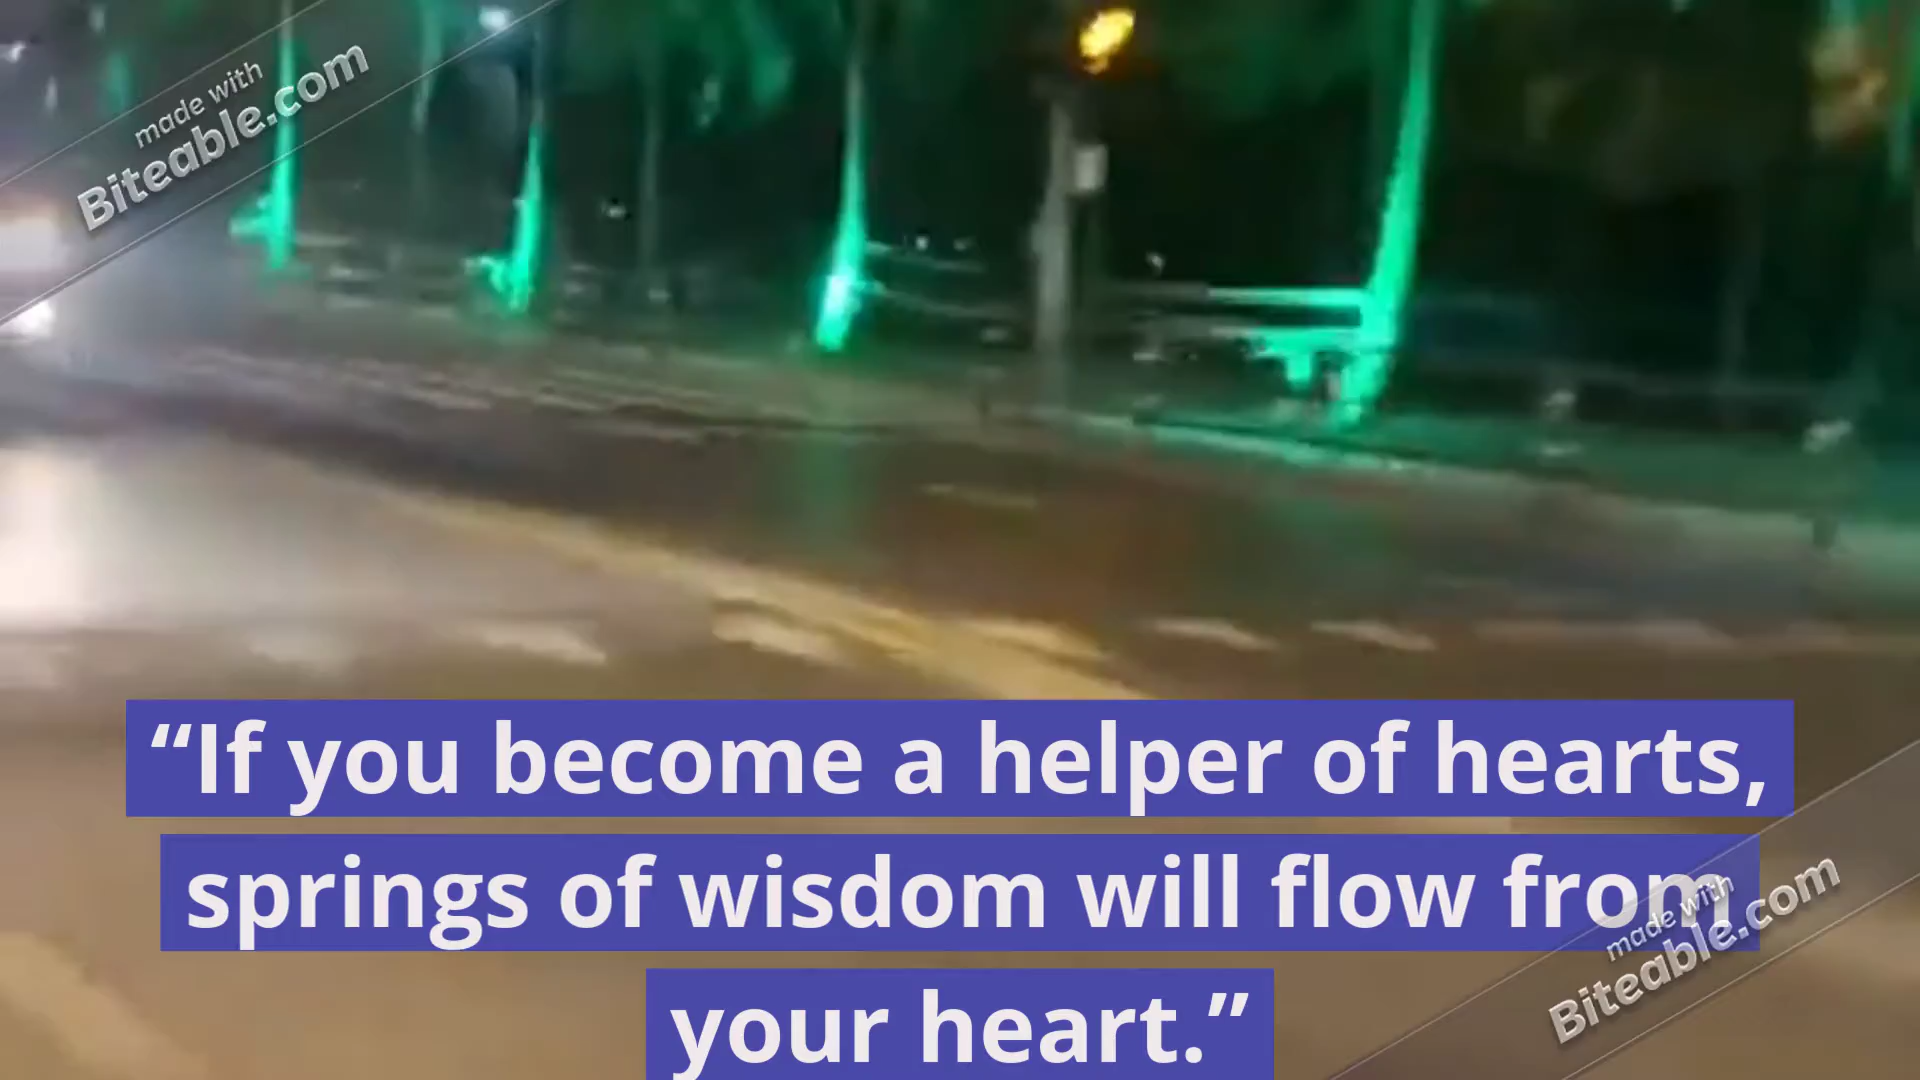 made with
Biteable.com
“If you become a helper of hearts,
springs of wisdom will flow from
your heart.”
made with
Biteable.com